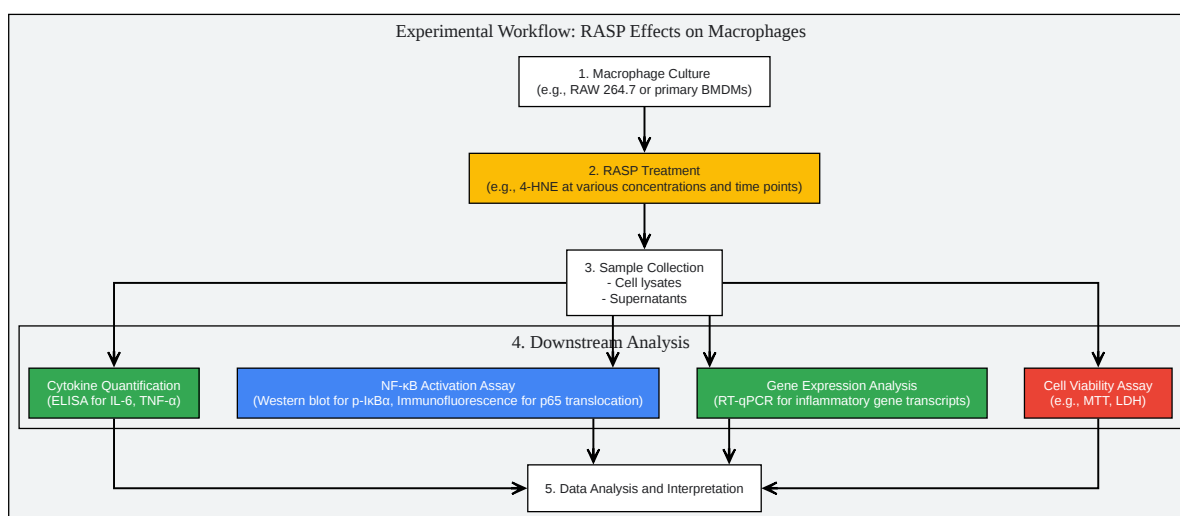 Experimental Workflow: RASP Effects on Macrophages
1. Macrophage Culture
(e.g., RAW 264.7 or primary BMDMs)
2. RASP Treatment
(e.g., 4-HNE at various concentrations and time points)
3. Sample Collection
- Cell lysates
- Supernatants
4. Downstream Analysis
Cytokine Quantification
(ELISA for IL-6, TNF-α)
NF-κB Activation Assay
(Western blot for p-IκBα, Immunofluorescence for p65 translocation)
Gene Expression Analysis
(RT-qPCR for inflammatory gene transcripts)
Cell Viability Assay
(e.g., MTT, LDH)
5. Data Analysis and Interpretation